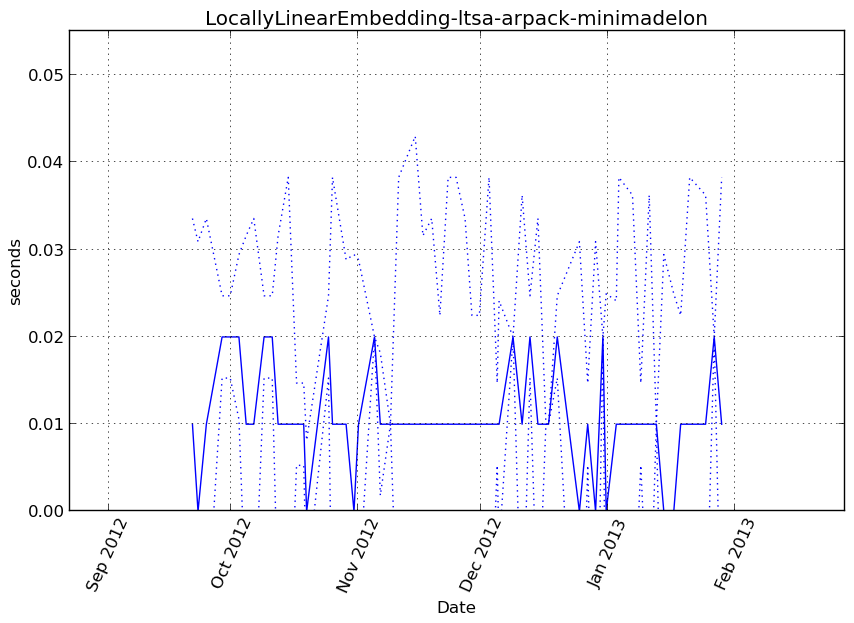 LocallyLinearEmbedding-ltsa-arpack-minimadelon
0.05
0.04
0.03
0.02
0.01
0.00
seconds
Sep 2012
Oct 2012
Nov 2012
Dec 2012
Jan 2013
Feb 2013
Date